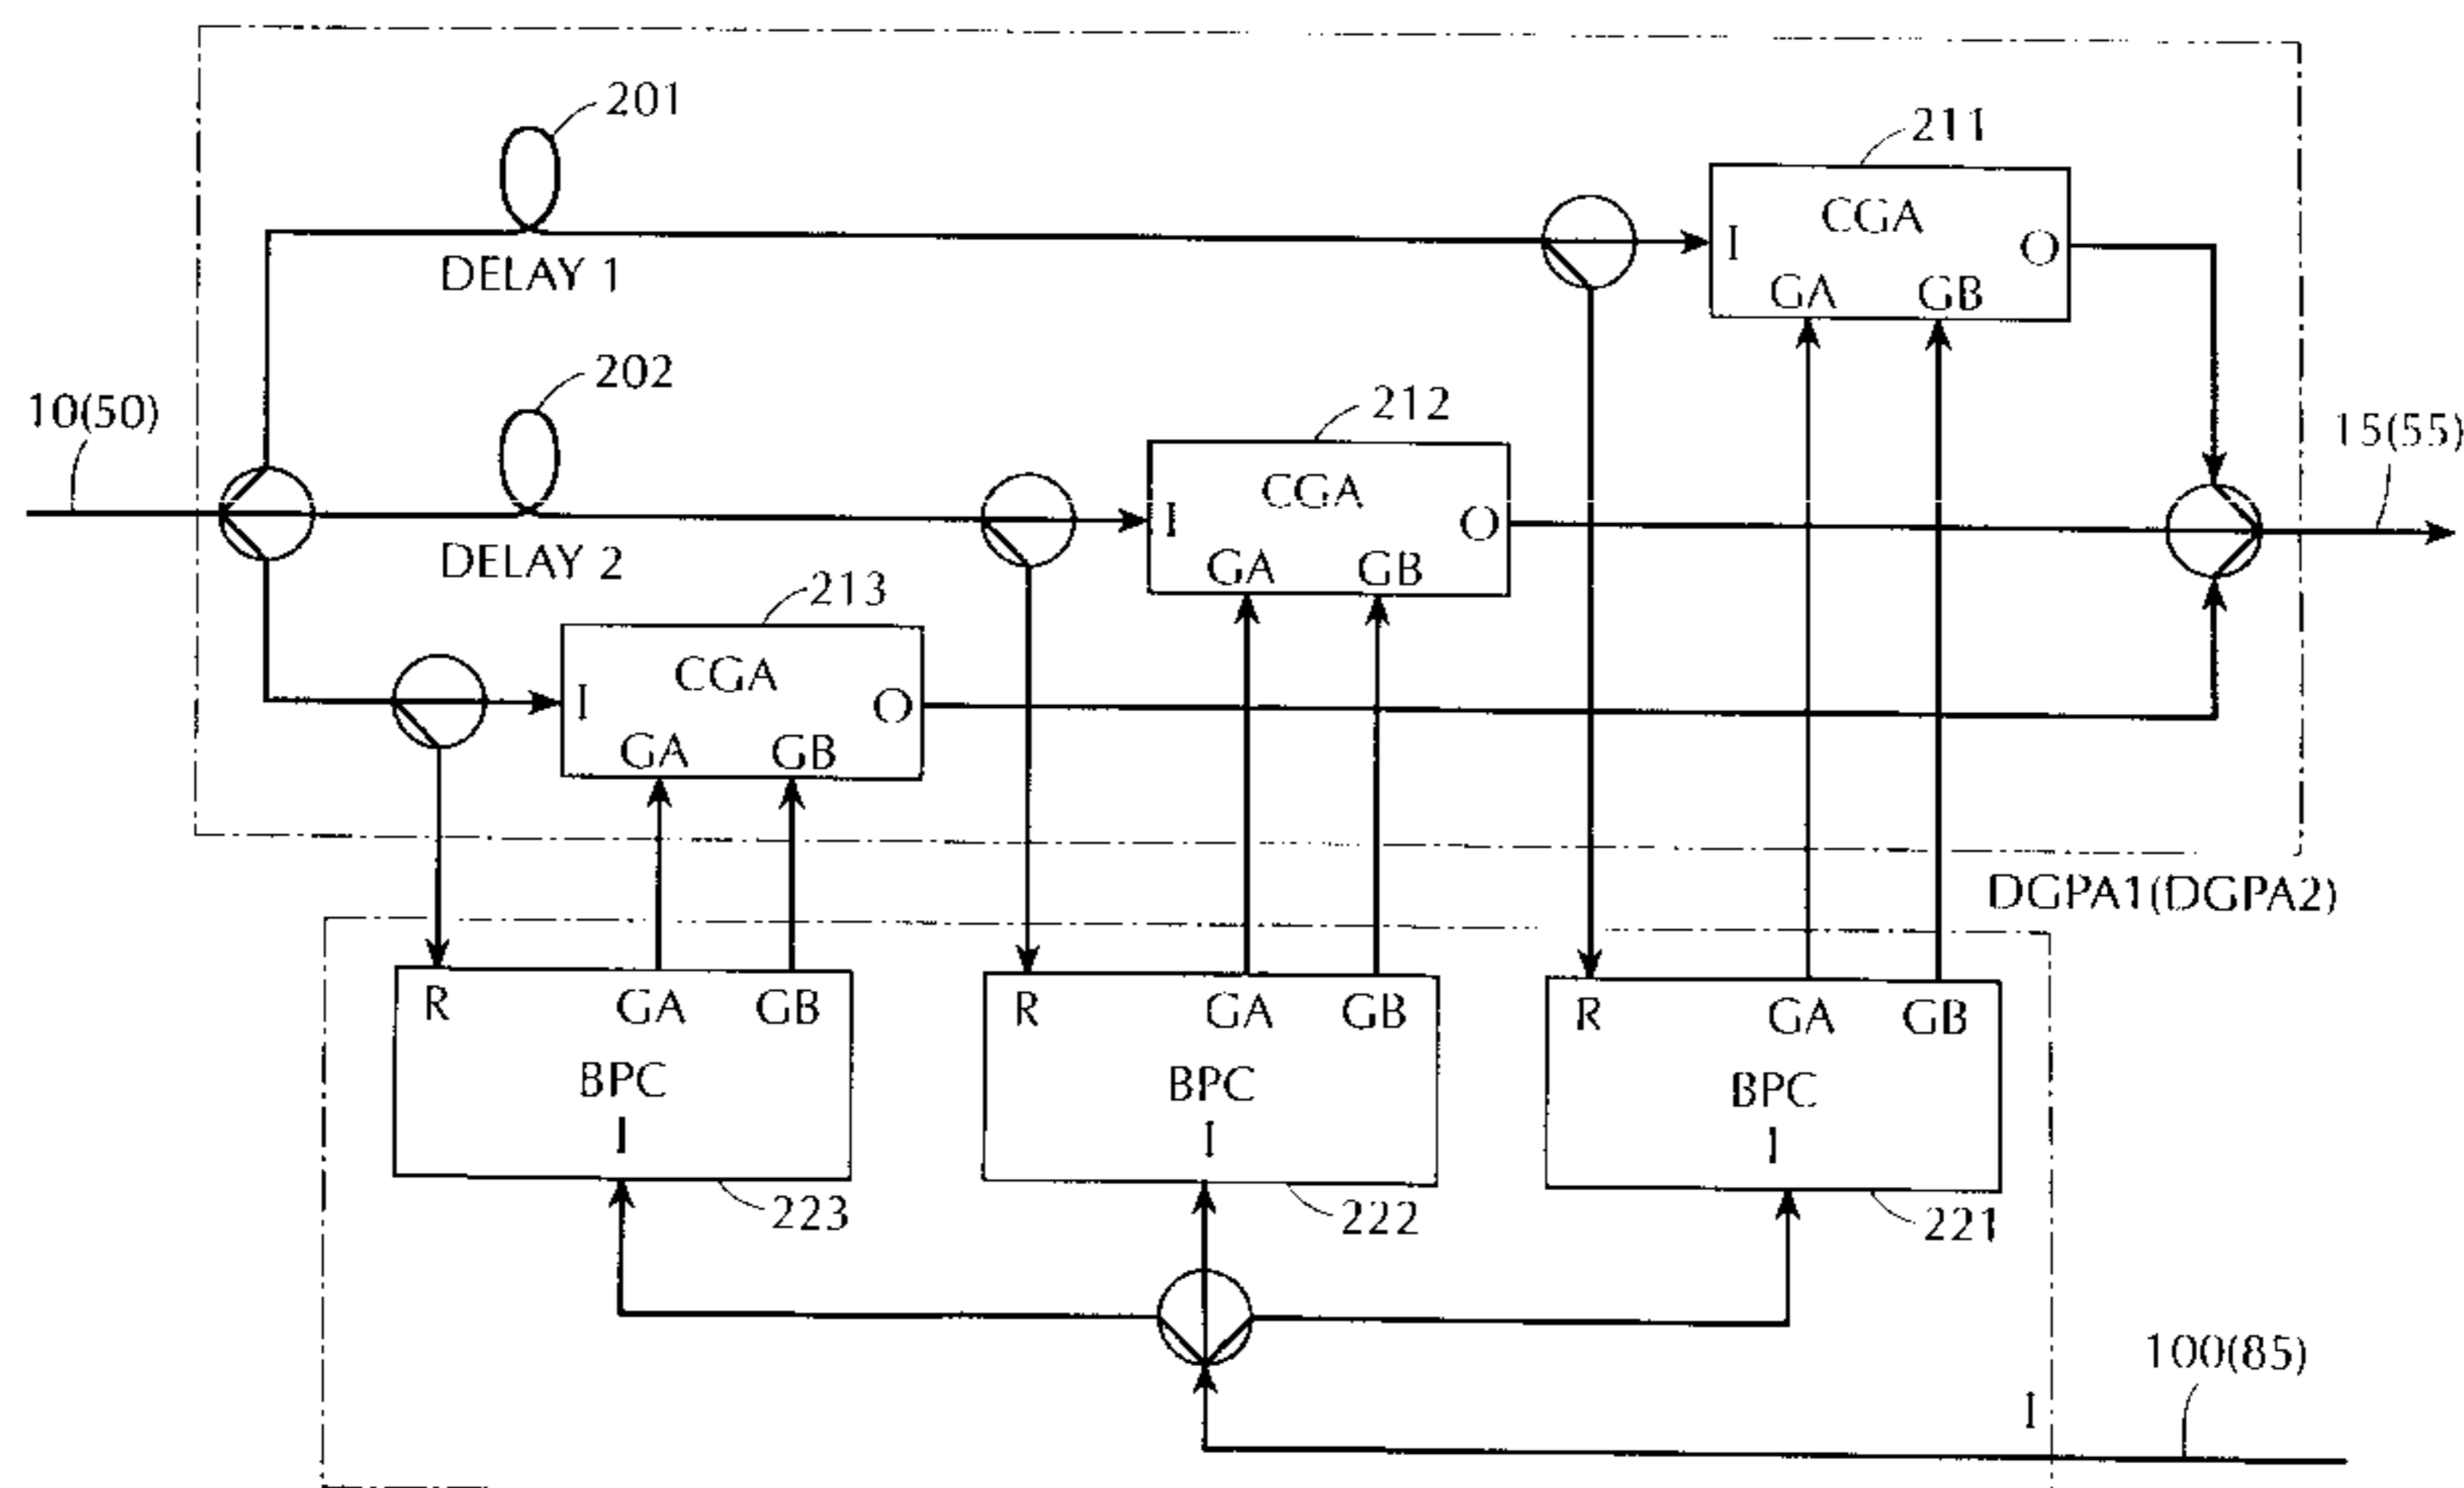 201
211
CGA
I
O
GA GB
DELAY 1
202
10(50)
212
15(55)
CGA
I
O
GA GB
DELAY 2
213
CGA
I
O
GA GB
DGPA1(DGPA2)
R GA GB
BPC
I
R GA GB
BPC
I
R GA GB
BPC
I
223
222
221
100(85)
I